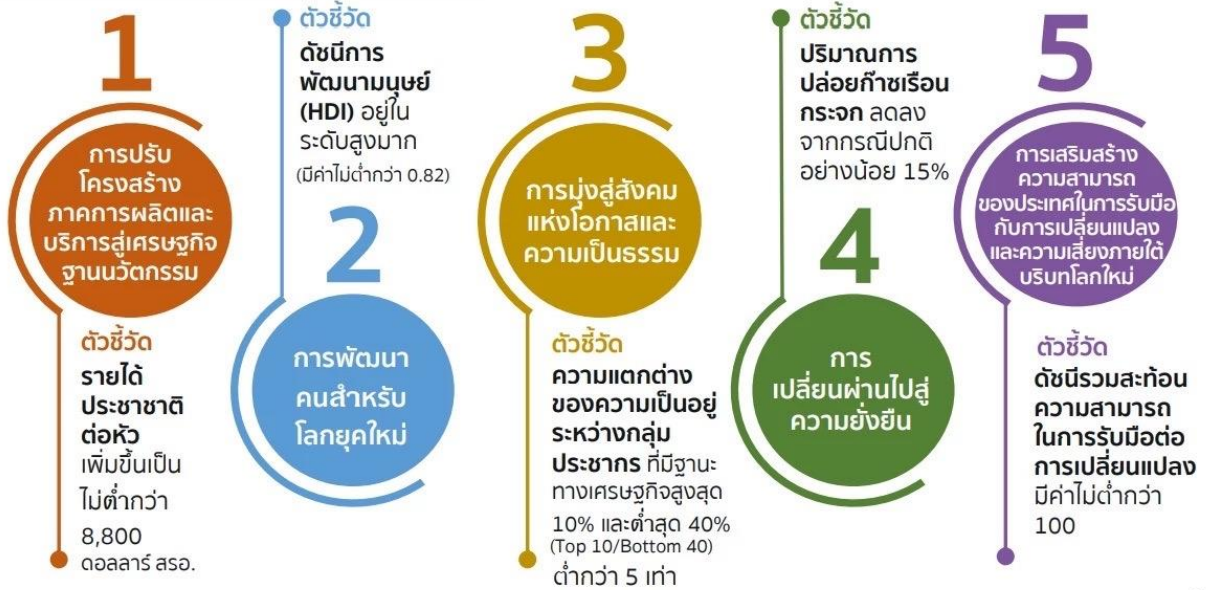 1
การปรับ
โครงสร้าง
ภาคการผลิตและ
บริการสู่เศรษฐกิจ
ฐานนวัตกรรม
ตัวชี้วัด
รายได้
ประชาชาติ
ต่อหัว
เพิ่มขึ้นเป็น
ไม่ต่ำกว่า
8,800
ดอลลาร์ สรอ.
ตัวชี้วัด
ดัชนีการ
พัฒนามนุษย์
(HDI) อยู่ใน
ระดับสูงมาก
(มีค่าไม่ต่ำกว่า 0.82)
2
การพัฒนา
คนสำหรับ
โลกยุคใหม่
3
การมุ่งสู่สังคม
แห่งโอกาสและ
ความเป็นธรรม
ตัวชี้วัด
ความแตกต่าง
ของความเป็นอยู่
ระหว่างกลุ่ม
ประชากร ที่มีฐานะ
ทางเศรษฐกิจสูงสุด
10% และต่ำสุด 40%
(Top 10/Bottom 40)
ต่ำกว่า 5 เท่า
ตัวชี้วัด
ปริมาณการ
ปล่อยก๊าซเรือน
กระจก ลดลง
จากกรณีปกติ
อย่างน้อย 15%
4
การ
เปลี่ยนผ่านไปสู่
ความยั่งยืน
5
การเสริมสร้าง
ความสามารถ
ของประเทศในการรับมือ
กับการเปลี่ยนแปลง
และความเสี่ยงภายใต้
บริบทโลกใหม่
ตัวชี้วัด
ดัชนีรวมสะท้อน
ความสามารถ
ในการรับมือต่อ
การเปลี่ยนแปลง
มีค่าไม่ต่ำกว่า
100